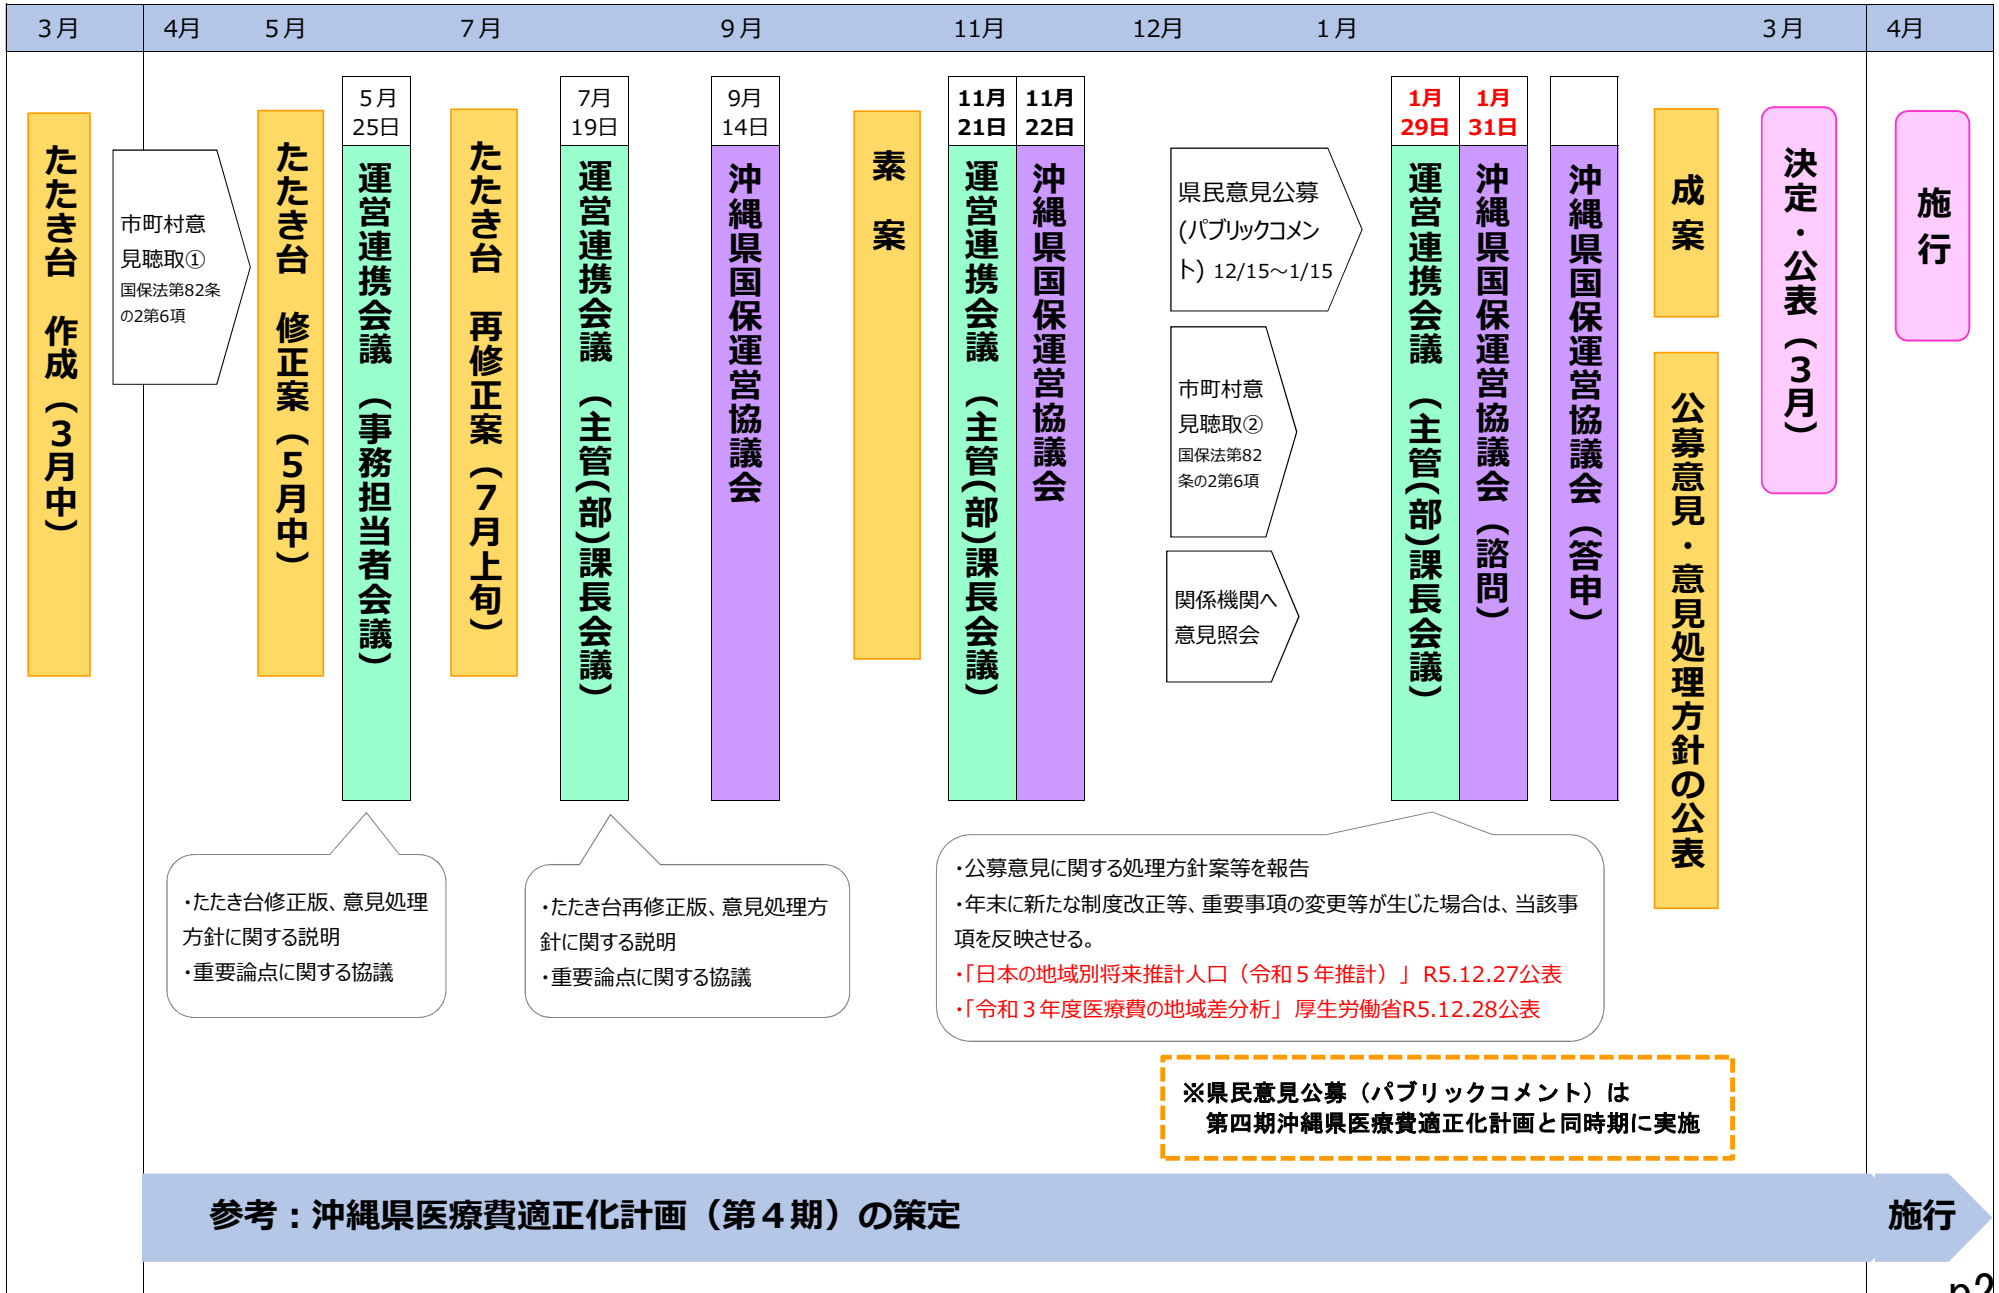 3月 4月 5月 7月 9月 11月 12月 1月 3月 4月
たたき台 作成（3月中）
市町村意
見聴取①
国保法第82条
の2第6項
たたき台 修正案（5月中）
5月
25日
運営連携会議（事務担当者会議）
たたき台 再修正案（7月上旬）
7月
19日
運営連携会議（主管(部)課長会議）
9月
14日
沖縄県国保運営協議会
素案
11月
21日
運営連携会議（主管(部)課長会議）
11月
22日
沖縄県国保運営協議会
県民意見公募
(パブリックコメン
ト) 12/15～1/15
市町村意
見聴取②
国保法第82
条の2第6項
関係機関へ
意見照会
1月
29日
運営連携会議（主管(部)課長会議）
1月
31日
沖縄県国保運営協議会（諮問）
沖縄県国保運営協議会（答申）
成案
公募意見・意見処理方針の公表
決定・公表（3月）
施行
・たたき台修正版、意見処理
方針に関する説明
・重要論点に関する協議
・たたき台再修正版、意見処理方
針に関する説明
・重要論点に関する協議
・公募意見に関する処理方針案等を報告
・年末に新たな制度改正等、重要事項の変更等が生じた場合は、当該事
項を反映させる。
・「日本の地域別将来推計人口（令和5年推計）」R5.12.27公表
・「令和3年度医療費の地域差分析」厚生労働省R5.12.28公表
※県民意見公募（パブリックコメント）は
第四期沖縄県医療費適正化計画と同時期に実施
参考：沖縄県医療費適正化計画（第4期）の策定
施行
p2